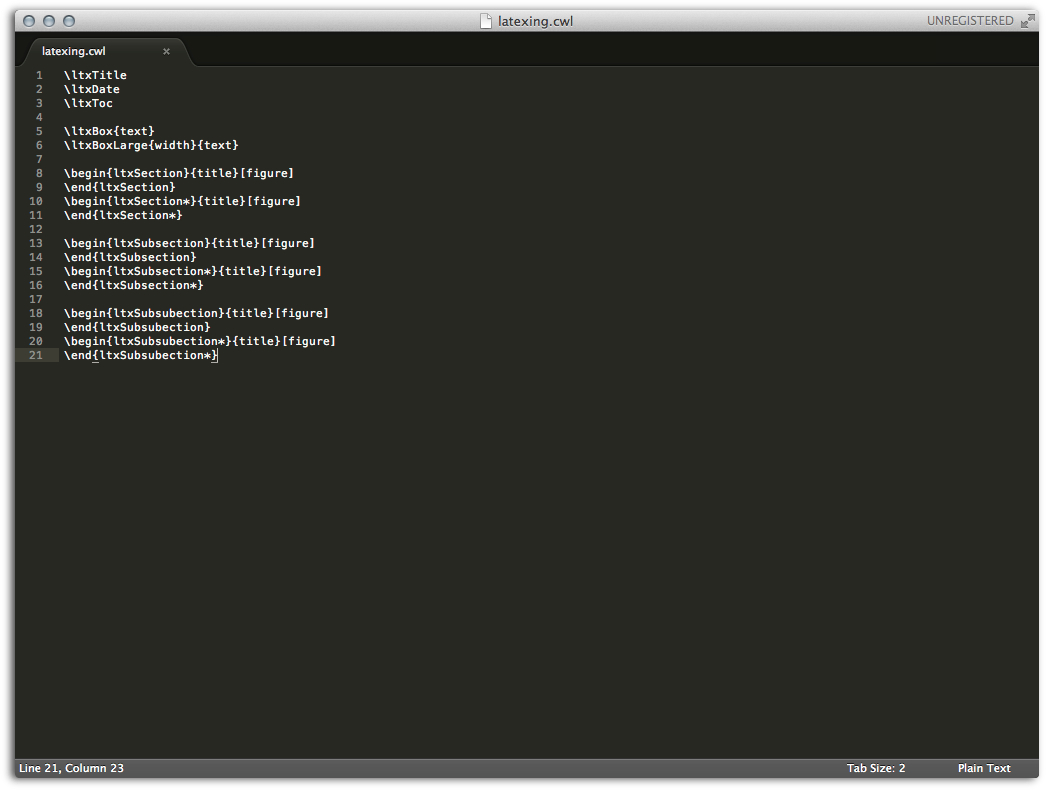 latexing.cwl
UNREGISTERED
latexing.cwl ×
1 \ltxTitle
2 \ltxDate
3 \ltxToc
4
5 \ltxBox{text}
6 \ltxBoxLarge{width}{text}
7
8 \begin{ltxSection}{title}[figure]
9 \end{ltxSection}
10 \begin{ltxSection*}{title}[figure]
11 \end{ltxSection*}
12
13 \begin{ltxSubsection}{title}[figure]
14 \end{ltxSubsection}
15 \begin{ltxSubsection*}{title}[figure]
16 \end{ltxSubsection*}
17
18 \begin{ltxSubsubection}{title}[figure]
19 \end{ltxSubsubection}
20 \begin{ltxSubsubection*}{title}[figure]
21 \end{ltxSubsubection*}
Line 21, Column 23
Tab Size: 2
Plain Text